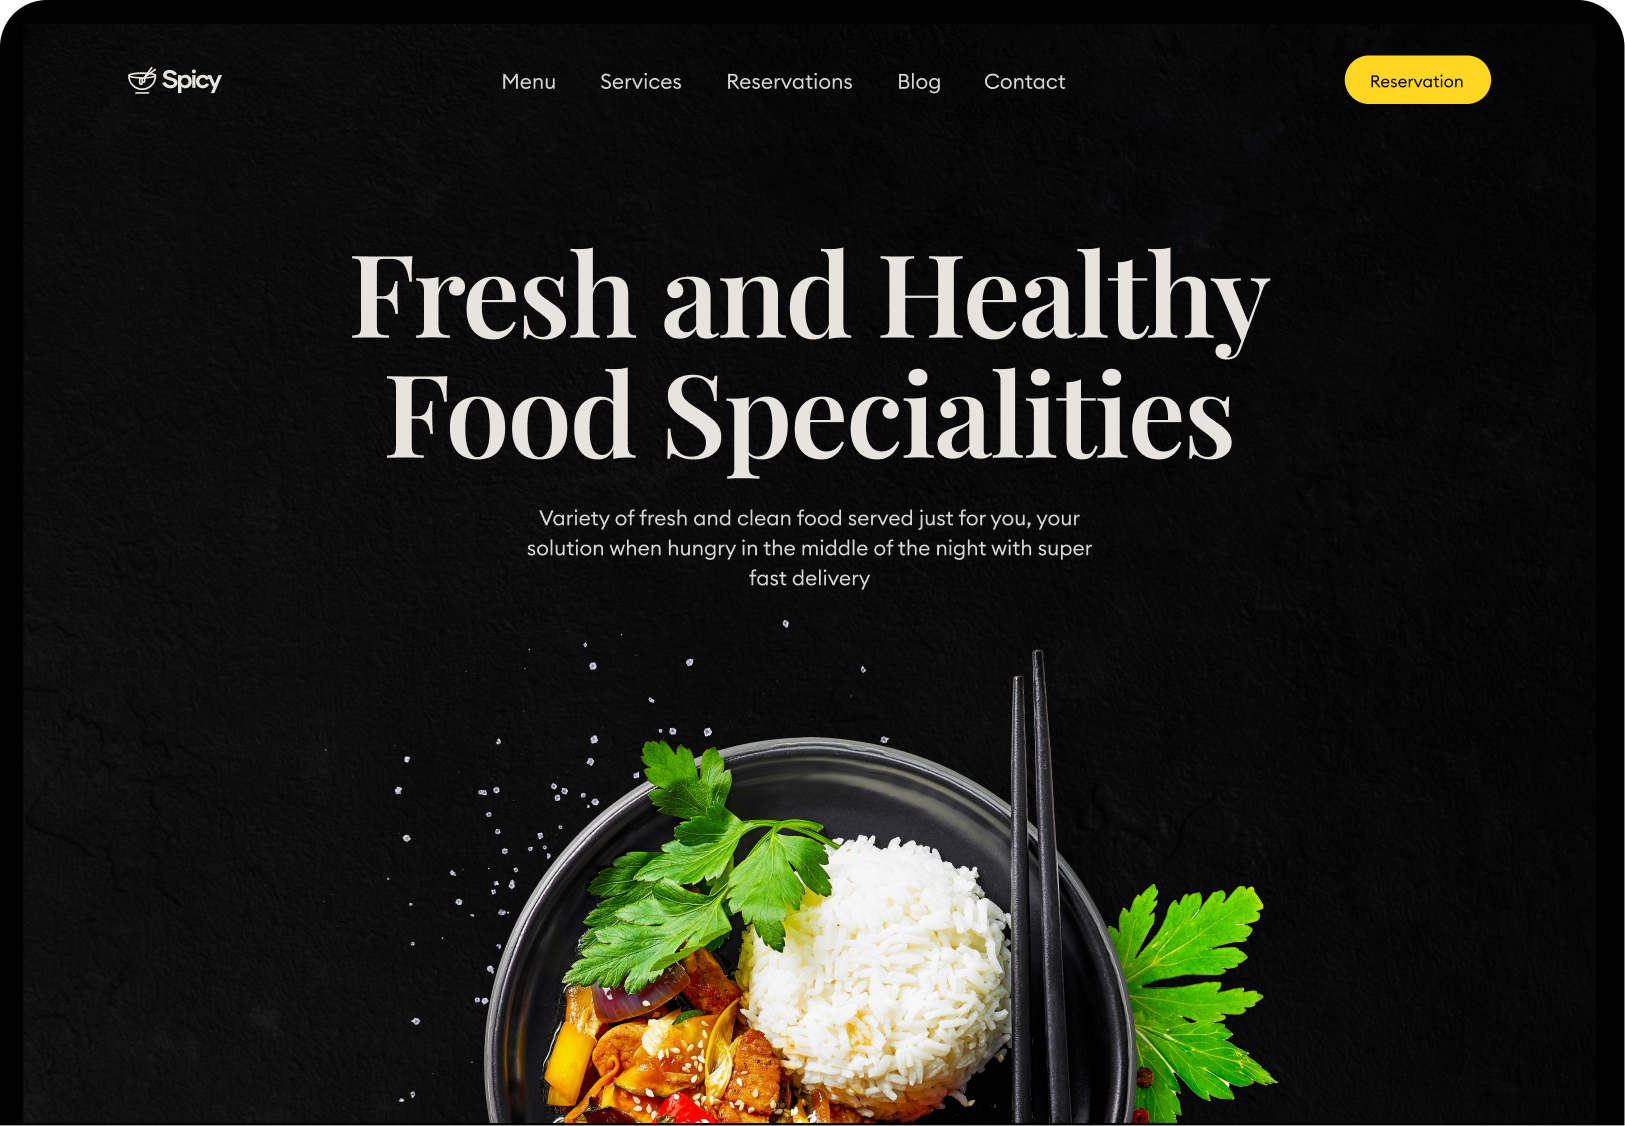 Spicy
Menu Services Reservations Blog Contact
Reservation
Fresh and Healthy
Food Specialities
Variety of fresh and clean food served just for you, your
solution when hungry in the middle of the night with super
fast delivery